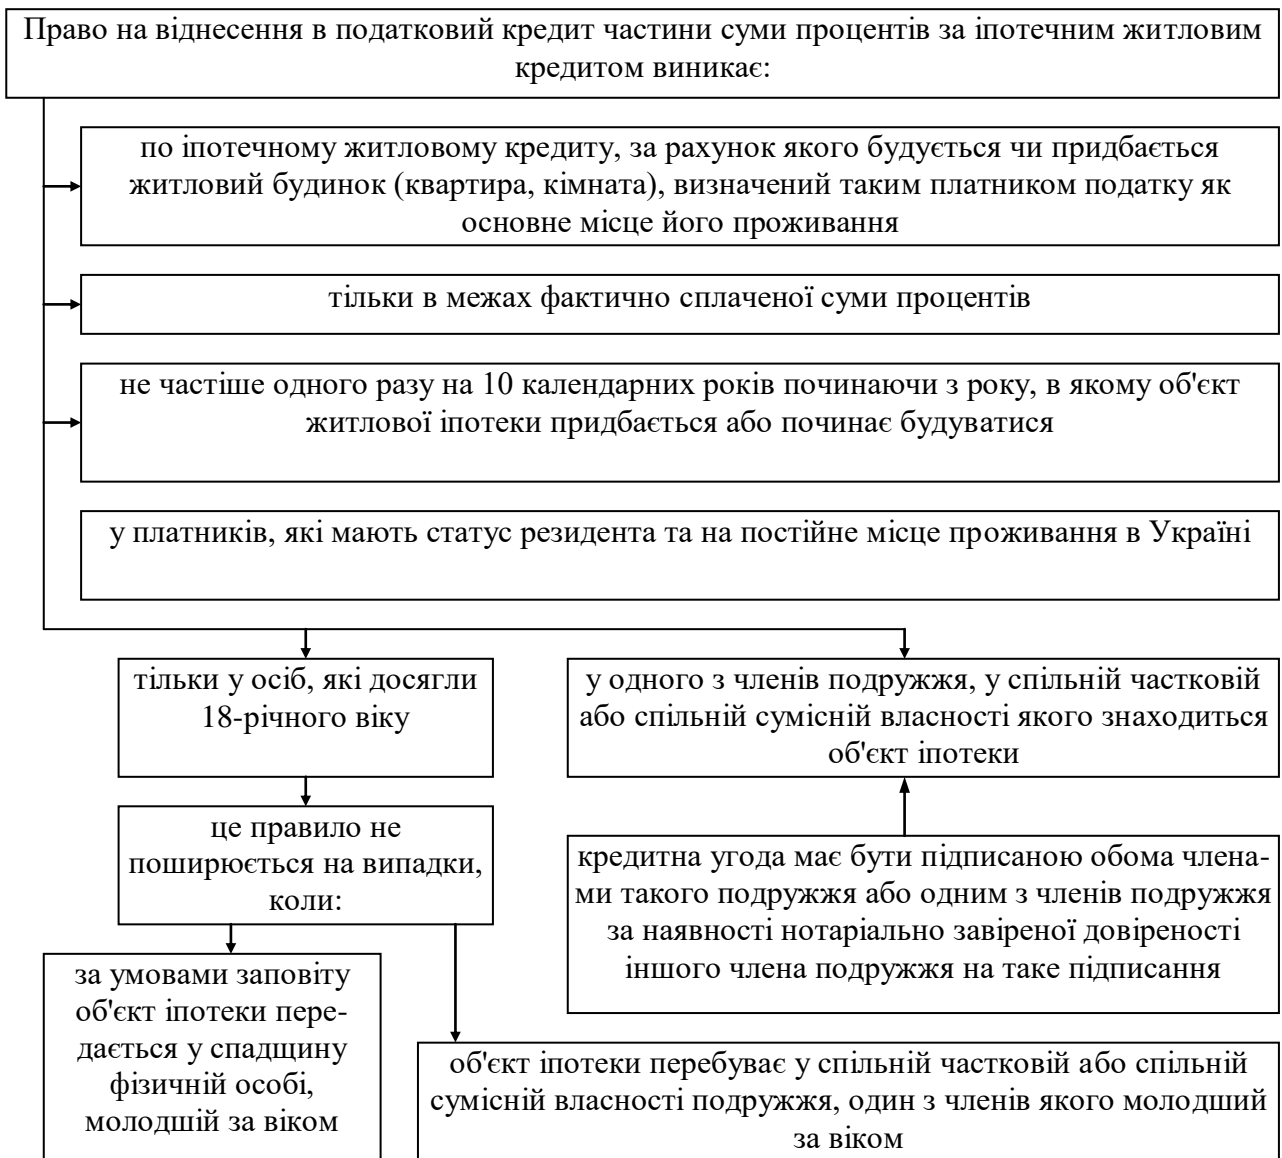 Право на віднесення в податковий кредит частини суми процентів за іпотечним житловим
кредитом виникає:
по іпотечному житловому кредиту, за рахунок якого будується чи придбається
житловий будинок (квартира, кімната), визначений таким платником податку як
основне місце його проживання
тільки в межах фактично сплаченої суми процентів
не частіше одного разу на 10 календарних років починаючи з року, в якому об'єкт
житлової іпотеки придбається або починає будуватися
у платників, які мають статус резидента та на постійне місце проживання в Україні
тільки у осіб, які досягли
18-річного віку
у одного з членів подружжя, у спільній частковій
або спільній сумісній власності якого знаходиться
об'єкт іпотеки
це правило не
поширюється на випадки,
коли:
кредитна угода має бути підписаною обома члена-
ми такого подружжя або одним з членів подружжя
за наявності нотаріально завіреної довіреності
іншого члена подружжя на таке підписання
за умовами заповіту
об'єкт іпотеки пере-
дається у спадщину
фізичній особі,
молодшій за віком
об'єкт іпотеки перебуває у спільній частковій або спільній
сумісній власності подружжя, один з членів якого молодший
за віком